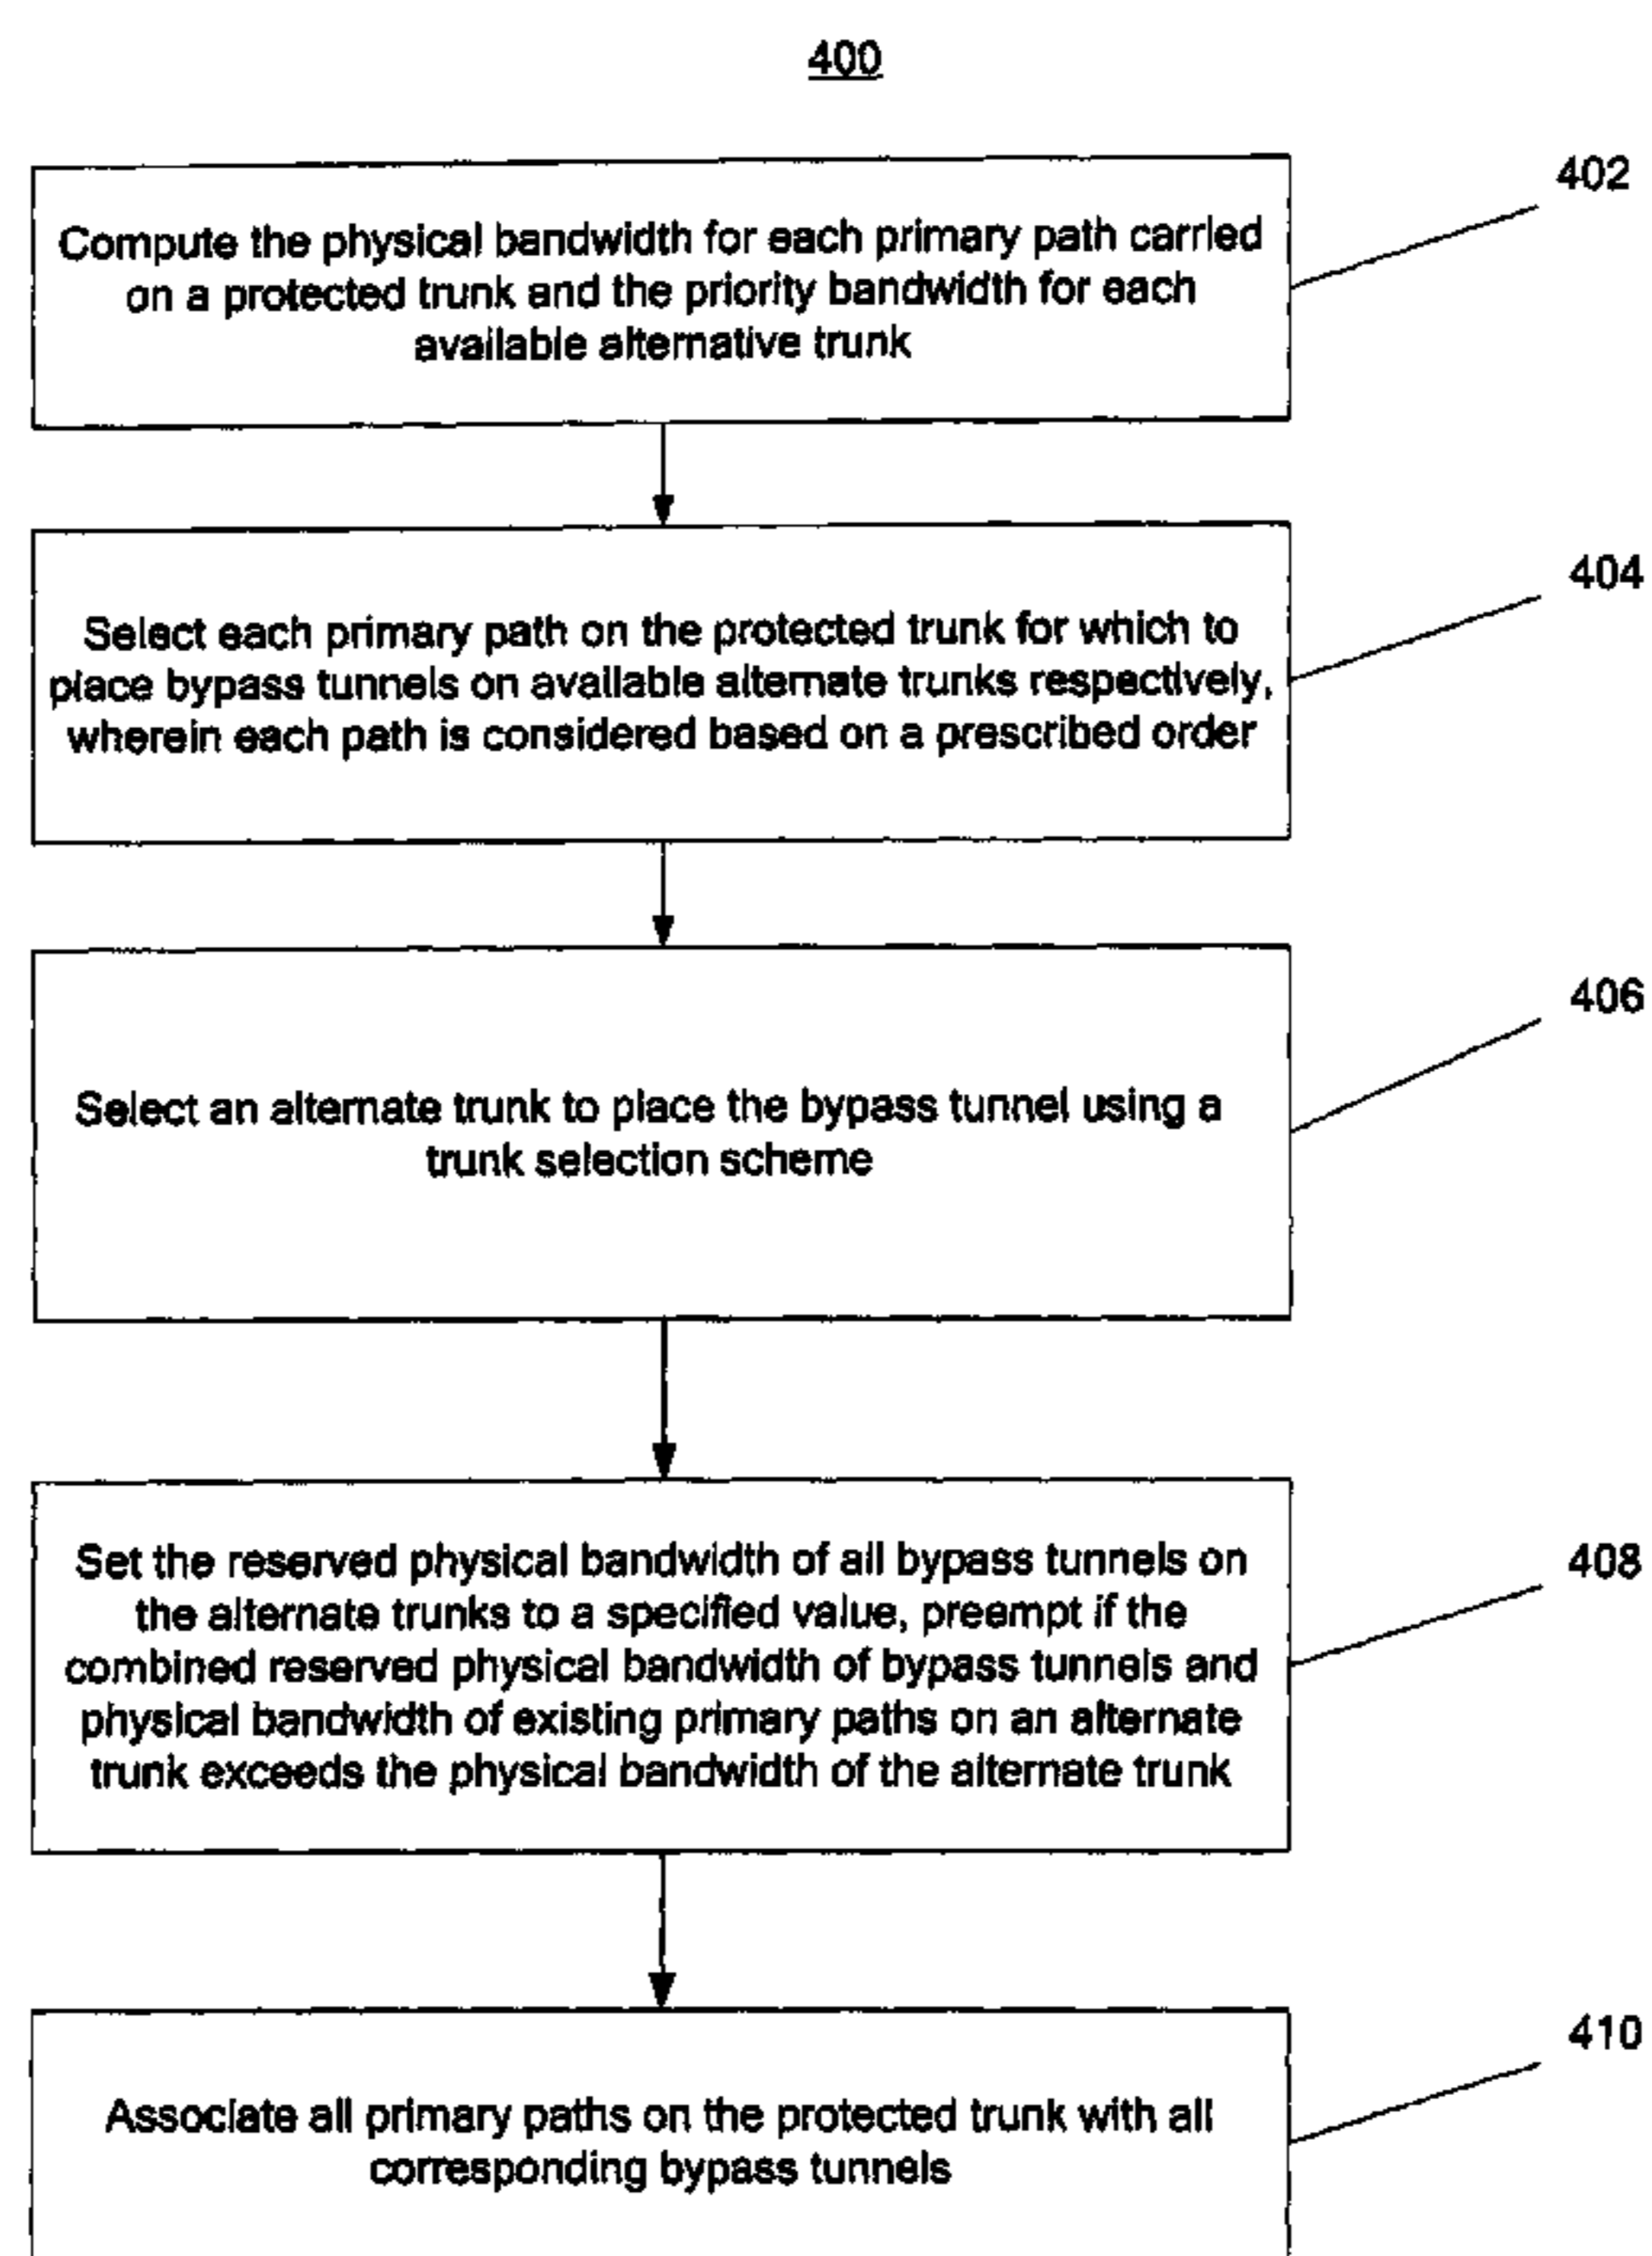 400
402
Compute the physical bandwidth for each primary path carried
on a protected trunk and the priority bandwidth for each
available alternative trunk
404
Select each primary path on the protected trunk for which to
place bypass tunnels on available alternate trunks respectively,
wherein each path is considered based on a prescribed order
406
Select an alternate trunk to place the bypass tunnel using a
trunk selection scheme
408
Set the reserved physical bandwidth of all bypass tunnels on
the alternate trunks to a specified value, preempt if the
combined reserved physical bandwidth of bypass tunnels and
physical bandwidth of existing primary paths on an alternate
trunk exceeds the physical bandwidth of the alternate trunk
410
Associate all primary paths on the protected trunk with all
corresponding bypass tunnels